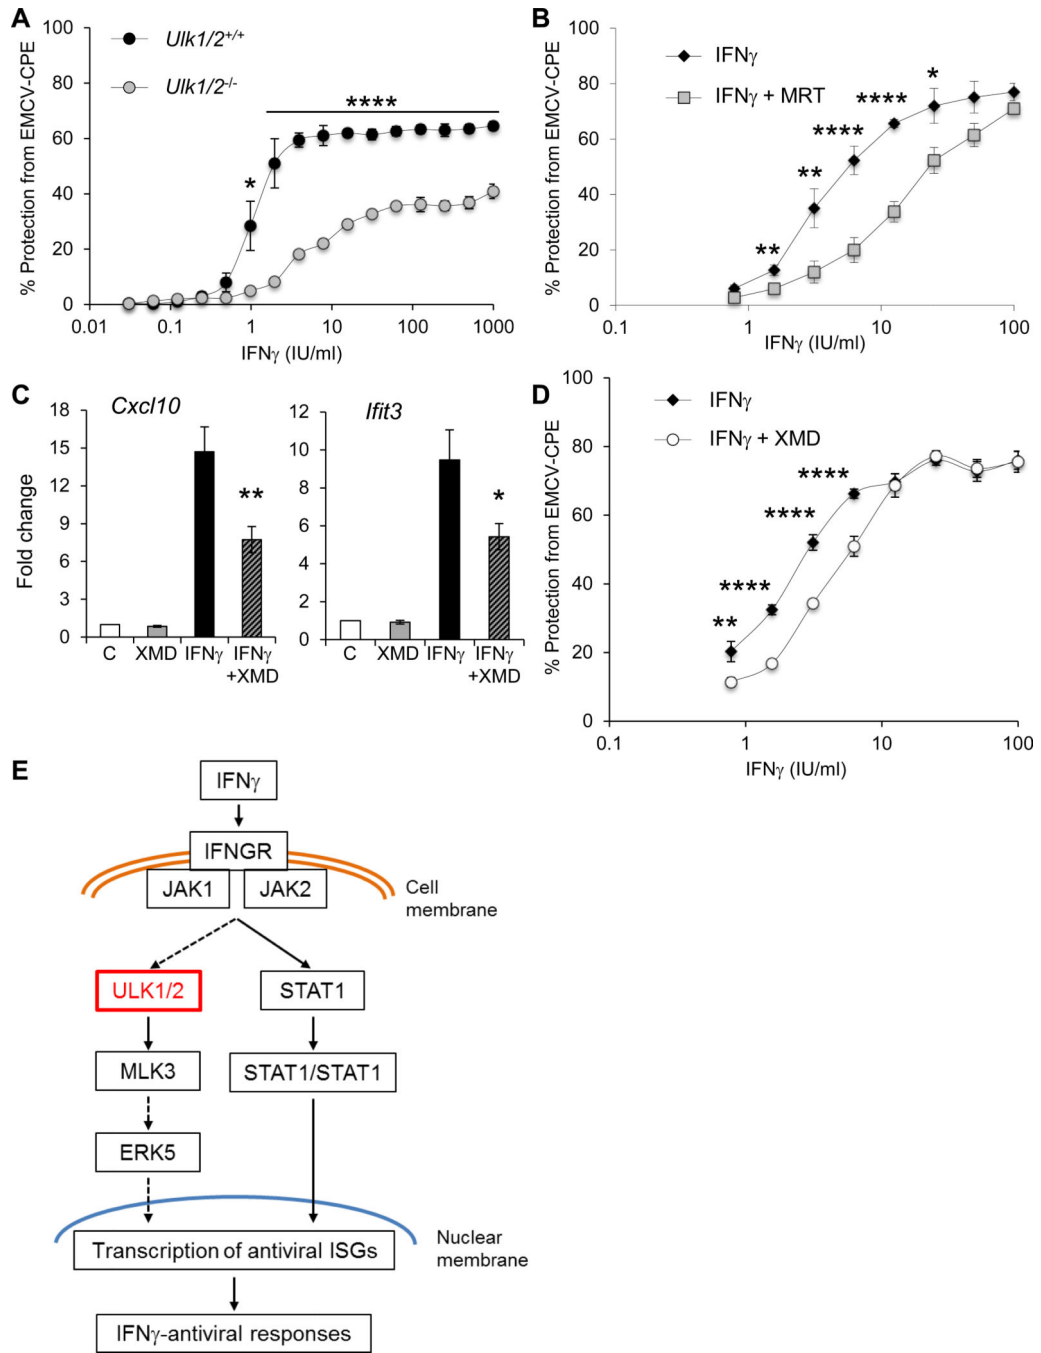 A
% Protection from EMCV-CPE
100
80
60
40
20
0
0.01
0.1
1
10
100
1000
IFNγ (IU/ml)
Ulk1/2+/+
Ulk1/2-/-
*
****
B
% Protection from EMCV-CPE
100
80
60
40
20
0
0.1
1
10
100
IFNγ (IU/ml)
IFNγ
IFNγ + MRT
**
**
****
****
*
C
Fold change
Cxcl10
18
15
12
9
6
3
0
**
C
XMD
IFNγ
IFNγ
+XMD
Ifit3
12
10
8
6
4
2
0
*
C
XMD
IFNγ
IFNγ
+XMD
D
% Protection from EMCV-CPE
100
80
60
40
20
0
0.1
1
10
100
IFNγ (IU/ml)
IFNγ
IFNγ + XMD
**
****
****
****
E
IFNγ
IFNGR
JAK1
JAK2
Cell
membrane
ULK1/2
STAT1
MLK3
STAT1/STAT1
ERK5
Nuclear
membrane
Transcription of antiviral ISGs
IFNγ-antiviral responses